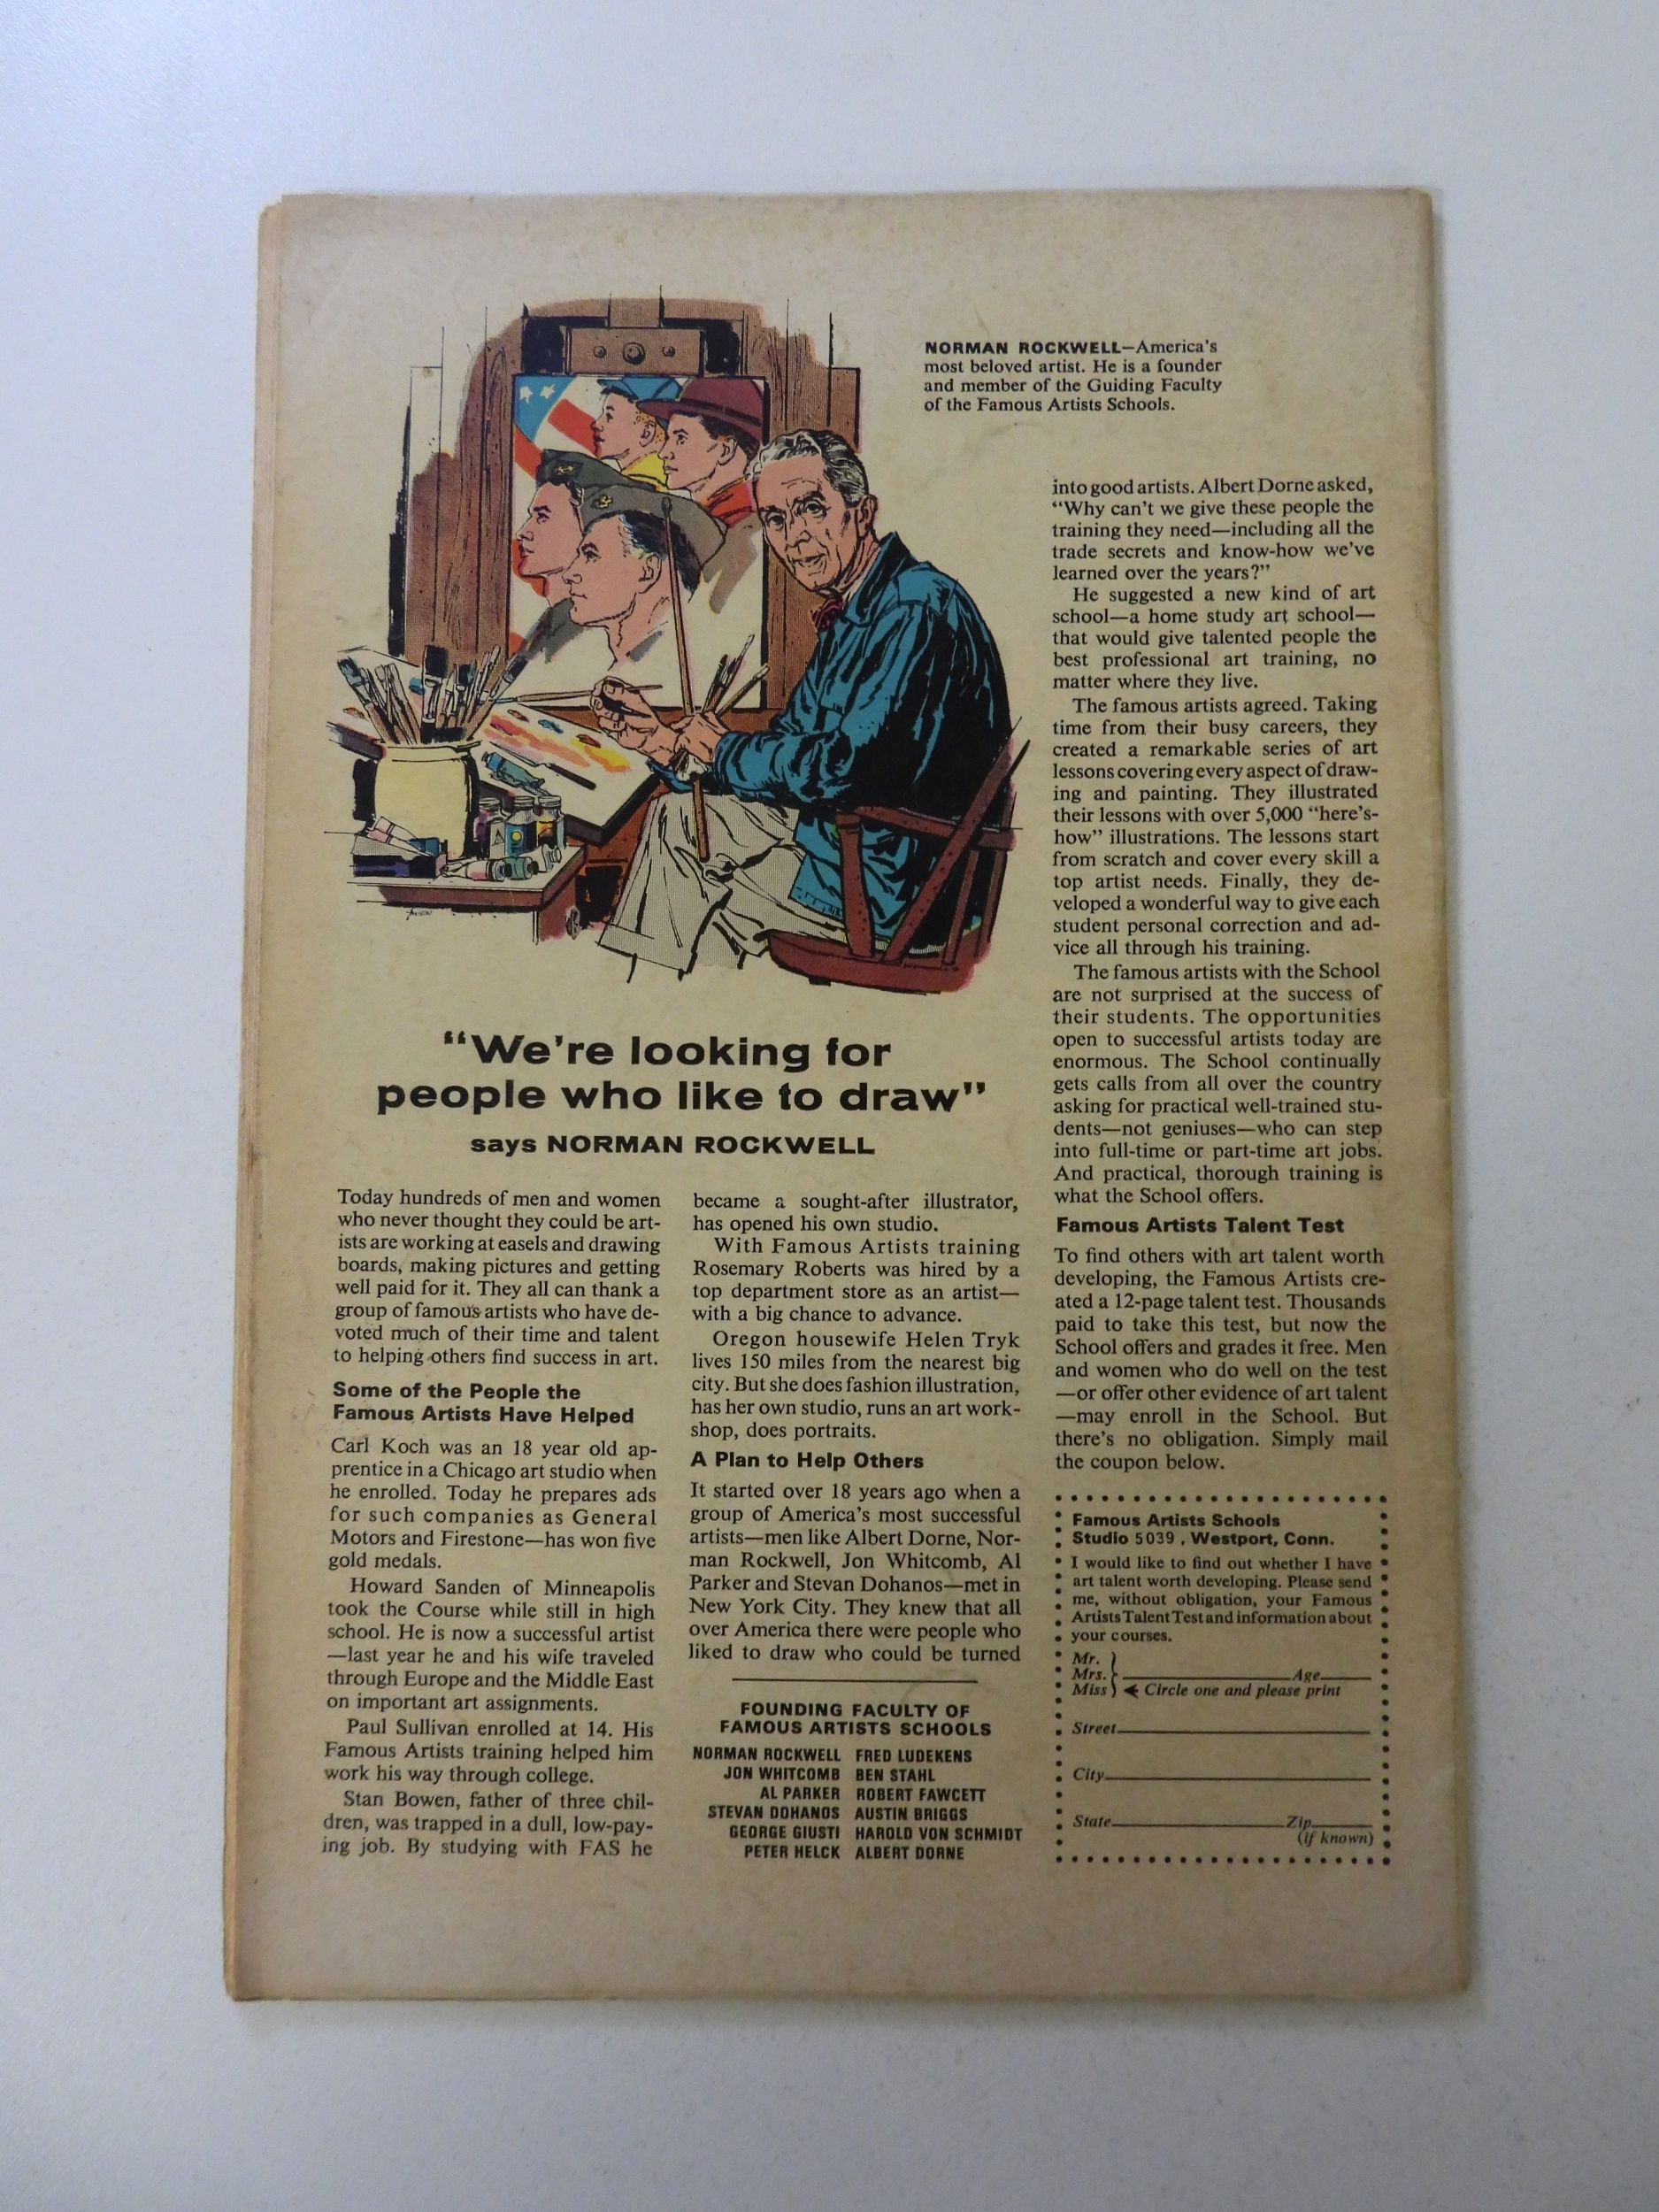 NORMAN ROCKWELL—America's
most beloved artist. He is a founder
and member of the Guiding Faculty
of the Famous Artists Schools.
"We're looking for
people who like to draw"
says NORMAN ROCKWELL
Today hundreds of men and women
who never thought they could be art-
ists are working at easels and drawing
boards, making pictures and getting
well paid for it. They all can thank a
group of famous artists who have de-
voted much of their time and talent
to helping others find success in art.
Some of the People the
Famous Artists Have Helped
Carl Koch was an 18 year old ap-
prentice in a Chicago art studio when
he enrolled. Today he prepares ads
for such companies as General
Motors and Firestone—has won five
gold medals.
Howard Sanden of Minneapolis
took the Course while still in high
school. He is now a successful artist
—last year he and his wife traveled
through Europe and the Middle East
on important art assignments.
Paul Sullivan enrolled at 14. His
Famous Artists training helped him
work his way through college.
Stan Bowen, father of three chil-
dren, was trapped in a dull, low-pay-
ing job. By studying with FAS he
became a sought-after illustrator,
has opened his own studio.
With Famous Artists training
Rosemary Roberts was hired by a
top department store as an artist—
with a big chance to advance.
Oregon housewife Helen Tryk
lives 150 miles from the nearest big
city. But she does fashion illustration,
has her own studio, runs an art work-
shop, does portraits.
A Plan to Help Others
It started over 18 years ago when a
group of America's most successful
artists—men like Albert Dorne, Nor-
man Rockwell, Jon Whitcomb, Al
Parker and Stevan Dohanos—met in
New York City. They knew that all
over America there were people who
liked to draw who could be turned
FOUNDING FACULTY OF
FAMOUS ARTISTS SCHOOLS
NORMAN ROCKWELL FRED LUDEKENS
JON WHITCOMB BEN STAHL
AL PARKER ROBERT FAWCETT
STEVAN DOHANOS AUSTIN BRIGGS
GEORGE GIUSTI HAROLD VON SCHMIDT
PETER HELCK ALBERT DORNE
into good artists. Albert Dorne asked,
"Why can't we give these people the
training they need—including all the
trade secrets and know-how we've
learned over the years?"
He suggested a new kind of art
school—a home study art school—
that would give talented people the
best professional art training, no
matter where they live.
The famous artists agreed. Taking
time from their busy careers, they
created a remarkable series of art
lessons covering every aspect of draw-
ing and painting. They illustrated
their lessons with over 5,000 "here's-
how" illustrations. The lessons start
from scratch and cover every skill a
top artist needs. Finally, they de-
veloped a wonderful way to give each
student personal correction and ad-
vice all through his training.
The famous artists with the School
are not surprised at the success of
their students. The opportunities
open to successful artists today are
enormous. The School continually
gets calls from all over the country
asking for practical well-trained stu-
dents—not geniuses—who can step
into full-time or part-time art jobs.
And practical, thorough training is
what the School offers.
Famous Artists Talent Test
To find others with art talent worth
developing, the Famous Artists cre-
ated a 12-page talent test. Thousands
paid to take this test, but now the
School offers and grades it free. Men
and women who do well on the test
—or offer other evidence of art talent
—may enroll in the School. But
there's no obligation. Simply mail
the coupon below.
Famous Artists Schools
Studio 5039, Westport, Conn.
I would like to find out whether I have
art talent worth developing. Please send
me, without obligation, your Famous
Artists Talent Test and information about
your courses.
Mr.
Mrs. Age
Miss Circle one and please print
Street
City
State Zip
(if known)